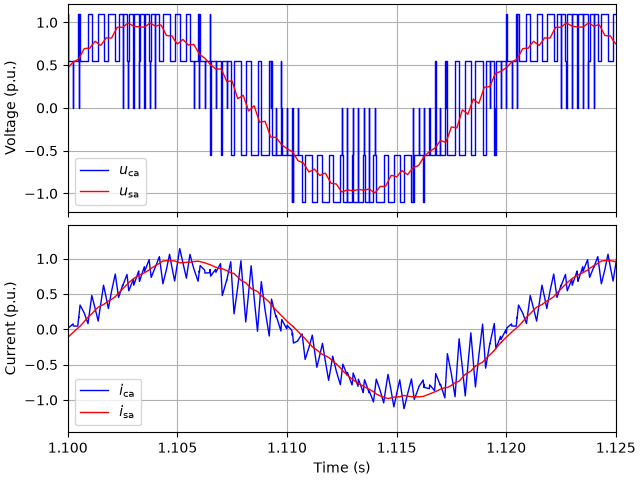 1.0
0.5
0.0
−0.5
−1.0
Voltage (p.u.)
u_ca
u_sa
1.0
0.5
0.0
−0.5
−1.0
Current (p.u.)
i_ca
i_sa
1.100 1.105 1.110 1.115 1.120 1.125
Time (s)